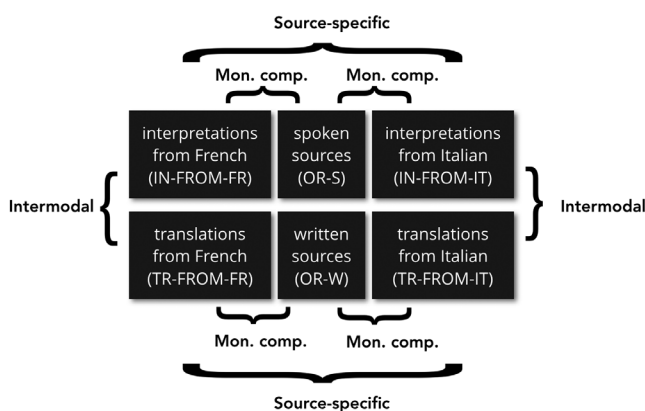 Source-specific
Mon. comp. Mon. comp.
interpretations
from French
(IN-FROM-FR)
spoken
sources
(OR-S)
interpretations
from Italian
(IN-FROM-IT)
Intermodal
Intermodal
translations
from French
(TR-FROM-FR)
written
sources
(OR-W)
translations
from Italian
(TR-FROM-IT)
Mon. comp. Mon. comp.
Source-specific